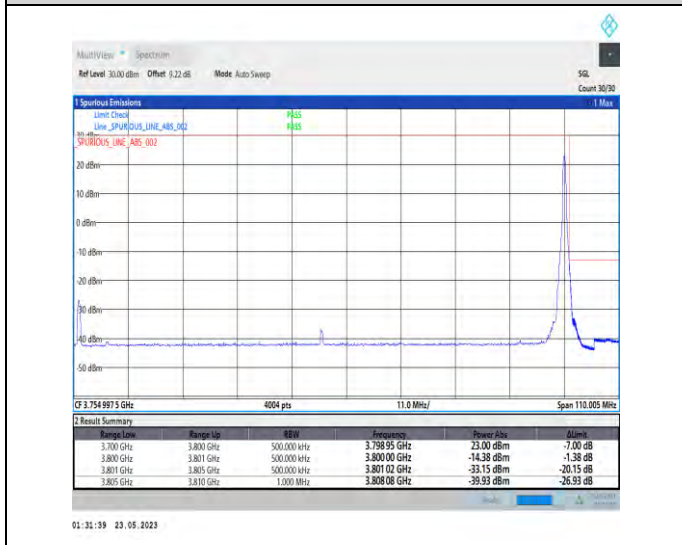 MultiView Spectrum
Ref Level 30.00 dBm Offset 9.22 dB Mode Auto Sweep SGL
Count 30/30
1 Spurious Emissions 1 Max
Limit Check PASS
Line _SPURIOUS_LINE_ABS_002 PASS
_SPURIOUS_LINE_ABS_002
20 dBm
10 dBm
0 dBm
-10 dBm
-20 dBm
-30 dBm
-40 dBm
-50 dBm
CF 3.754 997 5 GHz 4004 pts 11.0 MHz/ Span 110.005 MHz
2 Result Summary
Range Low Range Up RBW Frequency Power Abs ΔLimit
3.700 GHz 3.800 GHz 500.000 kHz 3.798 95 GHz 23.00 dBm -7.00 dB
3.800 GHz 3.801 GHz 500.000 kHz 3.800 00 GHz -14.38 dBm -1.38 dB
3.801 GHz 3.805 GHz 500.000 kHz 3.801 02 GHz -33.15 dBm -20.15 dB
3.805 GHz 3.810 GHz 1.000 MHz 3.808 08 GHz -39.93 dBm -26.93 dB
01:31:39 23.05.2023